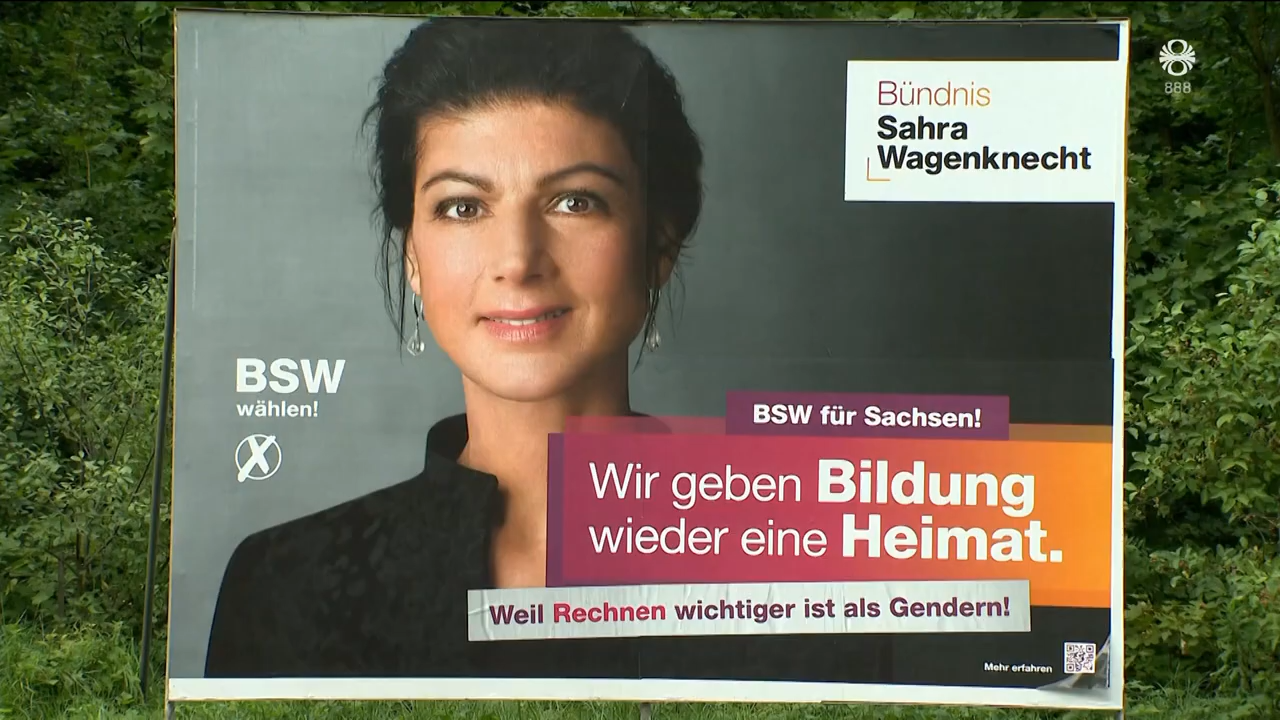 888
Bündnis
Sahra
Wagenknecht
BSW
wählen!
BSW für Sachsen!
Wir geben Bildung
wieder eine Heimat.
Weil Rechnen wichtiger ist als Gendern!
Mehr erfahren